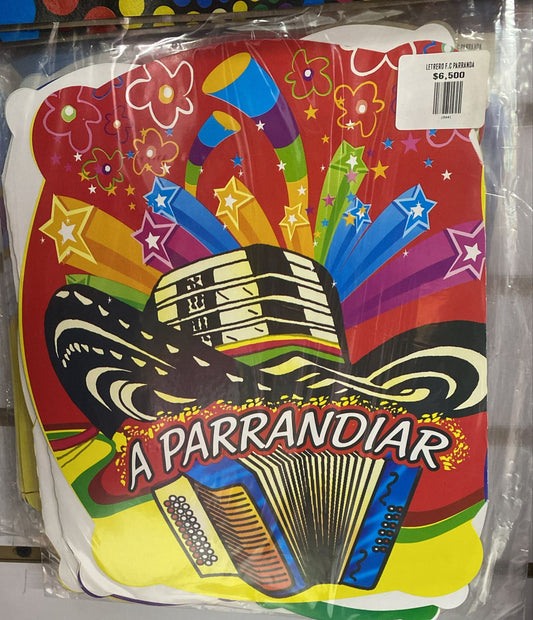 LETRERO F.C PARRANDA
$6,500
A PARRANDIAR